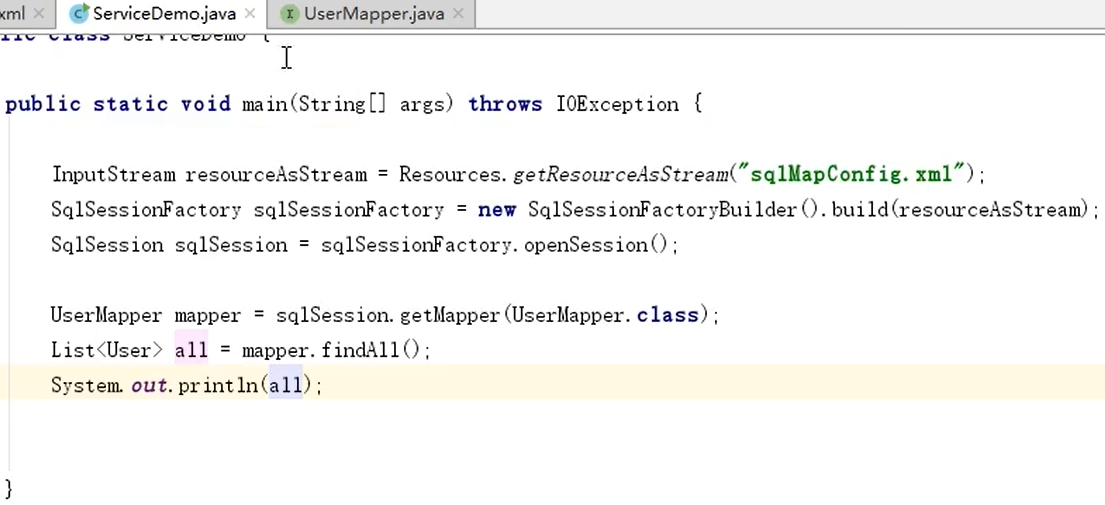 xml
ServiceDemo.java
UserMapper.java
class ServiceDemo {
public static void main(String[] args) throws IOException {
InputStream resourceAsStream = Resources.getResourceAsStream("sqlMapConfig.xml");
SqlSessionFactory sqlSessionFactory = new SqlSessionFactoryBuilder().build(resourceAsStream);
SqlSession sqlSession = sqlSessionFactory.openSession();
UserMapper mapper = sqlSession.getMapper(UserMapper.class);
List<User> all = mapper.findAll();
System.out.println(all);
}